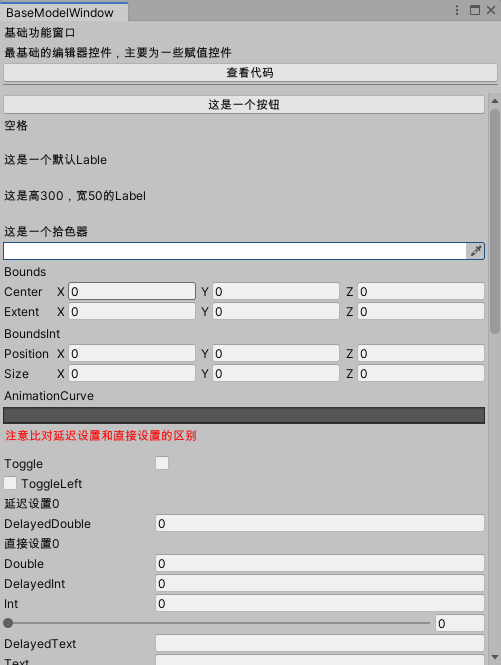 BaseModelWindow
基础功能窗口
最基础的编辑器控件，主要为一些赋值控件
查看代码
这是一个按钮
空格
这是一个默认Lable
这是高300，宽50的Label
这是一个拾色器
Bounds
Center X 0 Y 0 Z 0
Extent X 0 Y 0 Z 0
BoundsInt
Position X 0 Y 0 Z 0
Size X 0 Y 0 Z 0
AnimationCurve
注意比对延迟设置和直接设置的区别
Toggle
ToggleLeft
延迟设置0
DelayedDouble 0
直接设置0
Double 0
DelayedInt 0
Int 0
0
DelayedText
Text